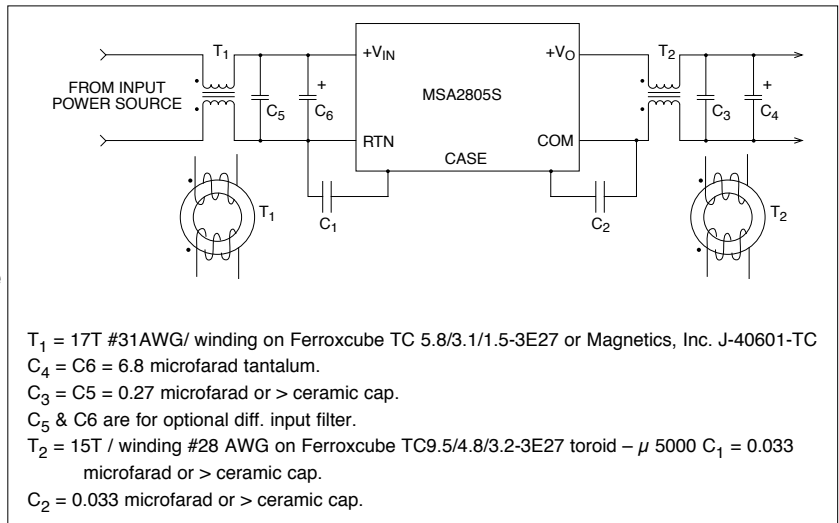 T1
T2
+VIN
+VO
FROM INPUT
POWER SOURCE
+
C5
C6
MSA2805S
+
C3
C4
RTN
COM
CASE
C1
C2
T1
T2
T1 = 17T #31AWG/ winding on Ferroxcube TC 5.8/3.1/1.5-3E27 or Magnetics, Inc. J-40601-TC
C4 = C6 = 6.8 microfarad tantalum.
C3 = C5 = 0.27 microfarad or > ceramic cap.
C5 & C6 are for optional diff. input filter.
T2 = 15T / winding #28 AWG on Ferroxcube TC9.5/4.8/3.2-3E27 toroid – µ 5000 C1 = 0.033
microfarad or > ceramic cap.
C2 = 0.033 microfarad or > ceramic cap.